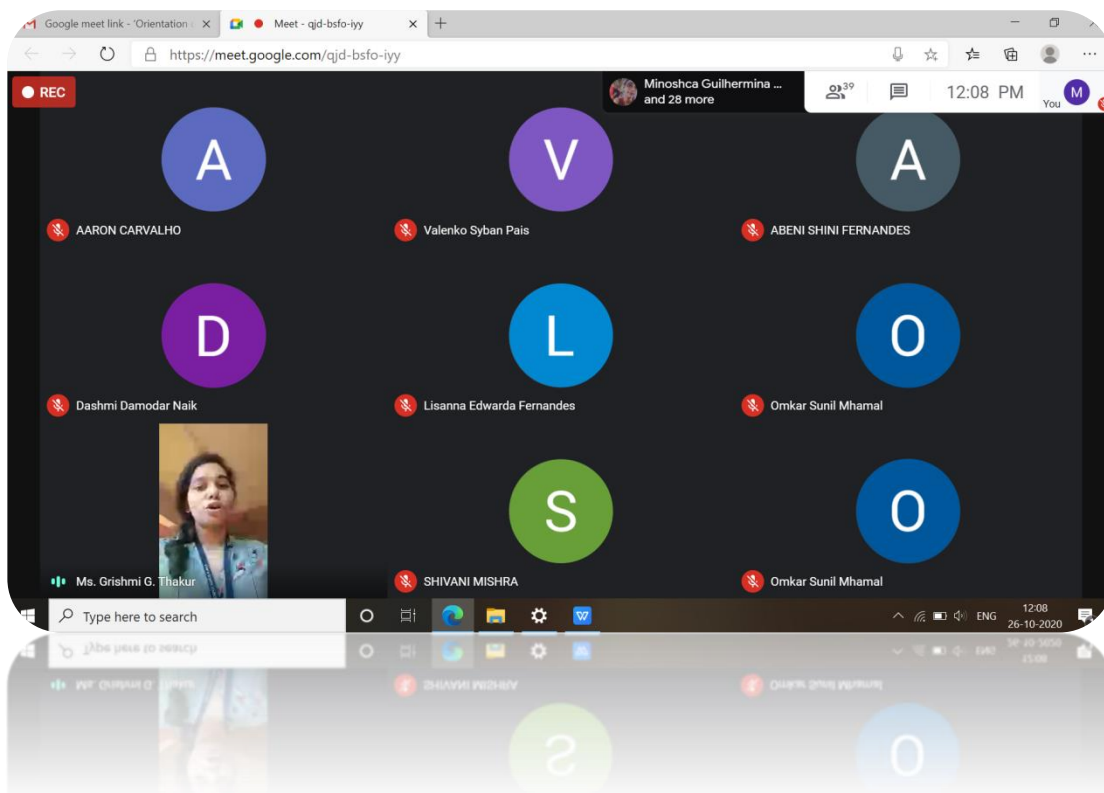 Google meet link - 'Orientation
Meet - qjd-bsfo-iyy
https://meet.google.com/qjd-bsfo-iyy
REC
Minoshca Guilhermina ...
and 28 more
39
12:08 PM
You
M
A
V
A
AARON CARVALHO
Valenko Syban Pais
ABENI SHINI FERNANDES
D
L
O
Dashmi Damodar Naik
Lisanna Edwarda Fernandes
Omkar Sunil Mhamal
S
O
Ms. Grishmi G. Thakur
SHIVANI MISHRA
Omkar Sunil Mhamal
Type here to search
W
ENG
12:08
26-10-2020